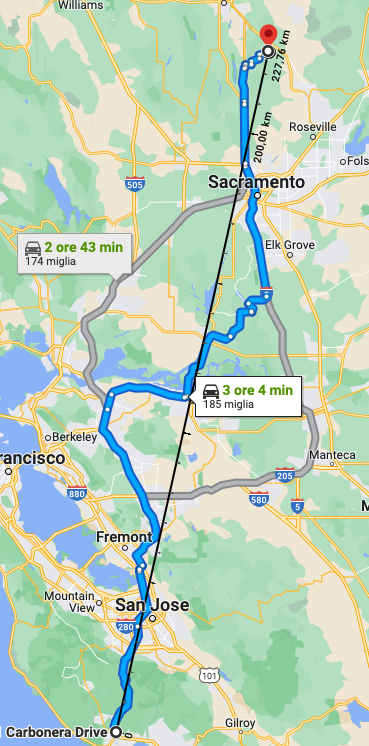 Williams
227,76 km
Roseville
200,00 km
505
Fols
Sacramento
2 ore 43 min
174 miglia
Elk Grove
5
3 ore 4 min
185 miglia
Berkeley
rancisco
Manteca
205
880
580
5
M
Fremont
Mountain
View
San Jose
280
101
Gilroy
Carbonera Drive
0